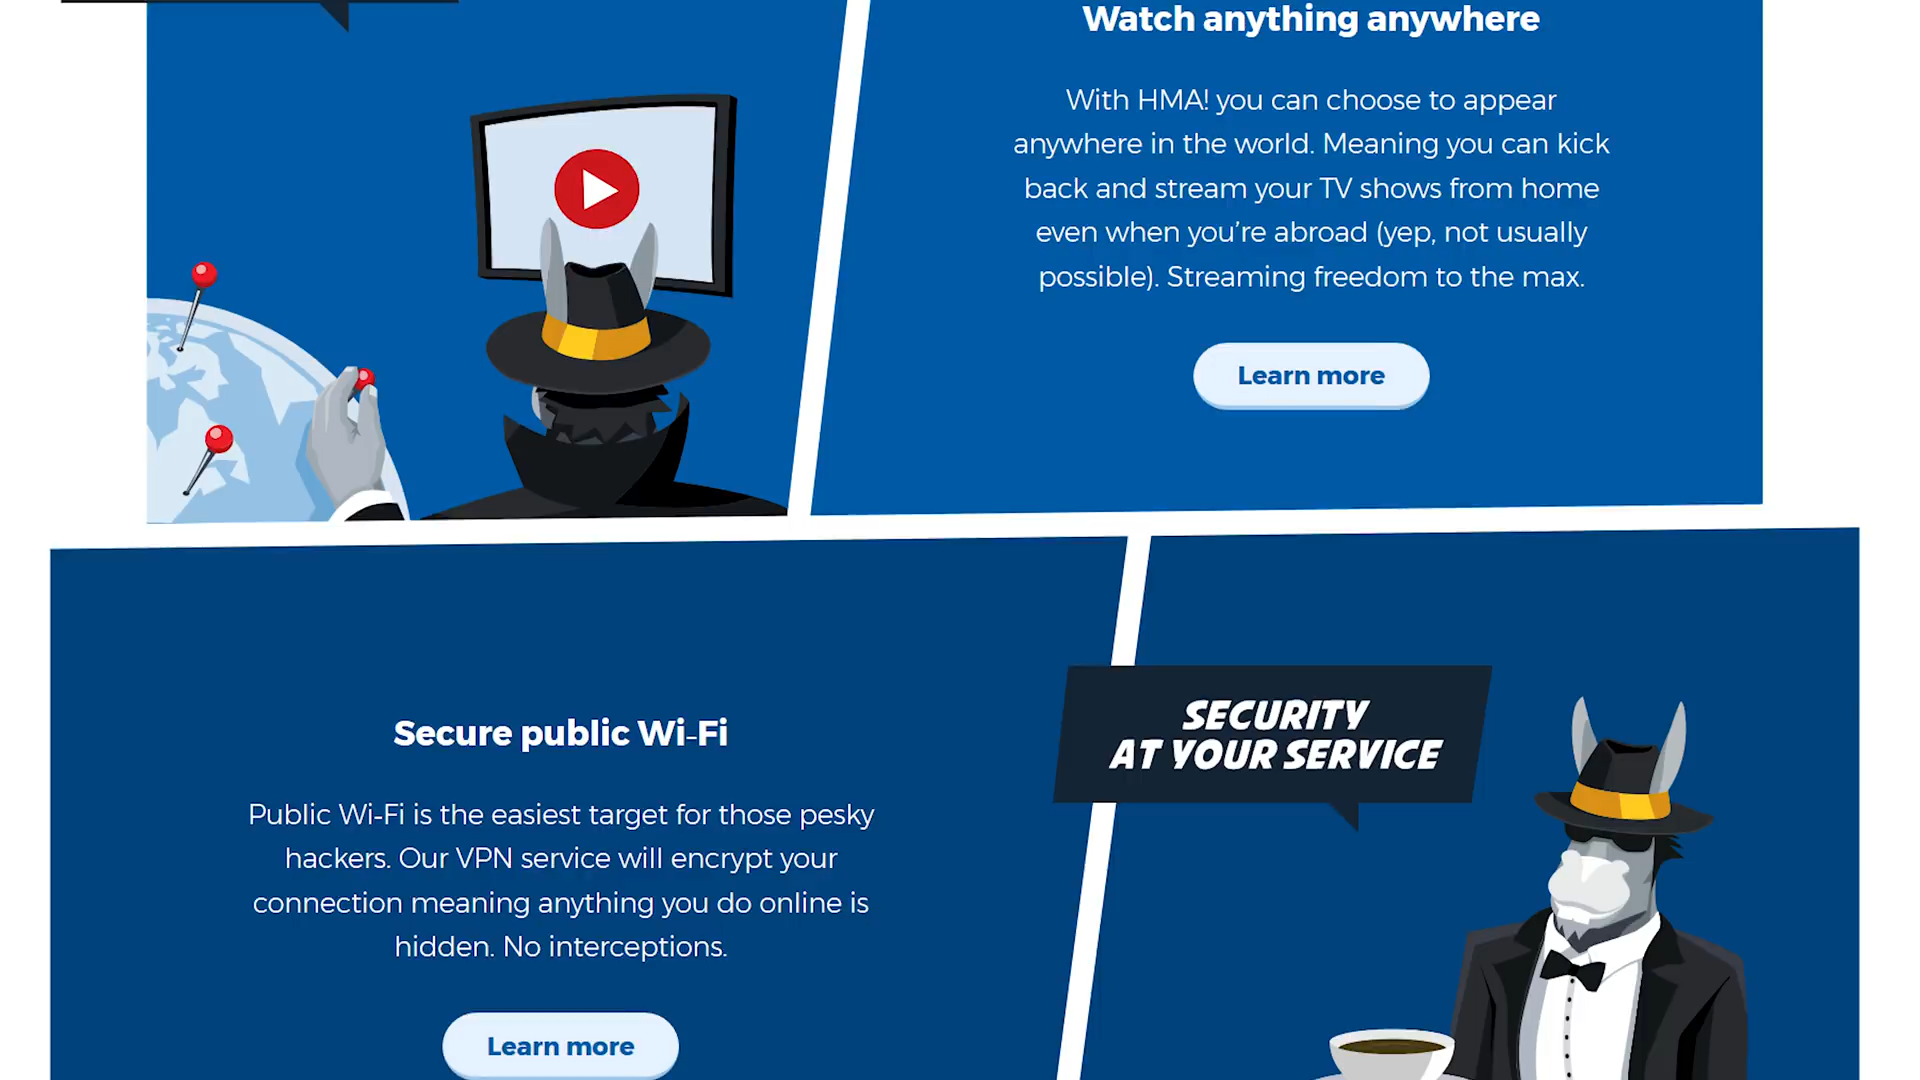 Watch anything anywhere
With HMA! you can choose to appear
anywhere in the world. Meaning you can kick
back and stream your TV shows from home
even when you’re abroad (yep, not usually
possible). Streaming freedom to the max.
Learn more
Secure public Wi-Fi
Public Wi-Fi is the easiest target for those pesky
hackers. Our VPN service will encrypt your
connection meaning anything you do online is
hidden. No interceptions.
Learn more
SECURITY
AT YOUR SERVICE